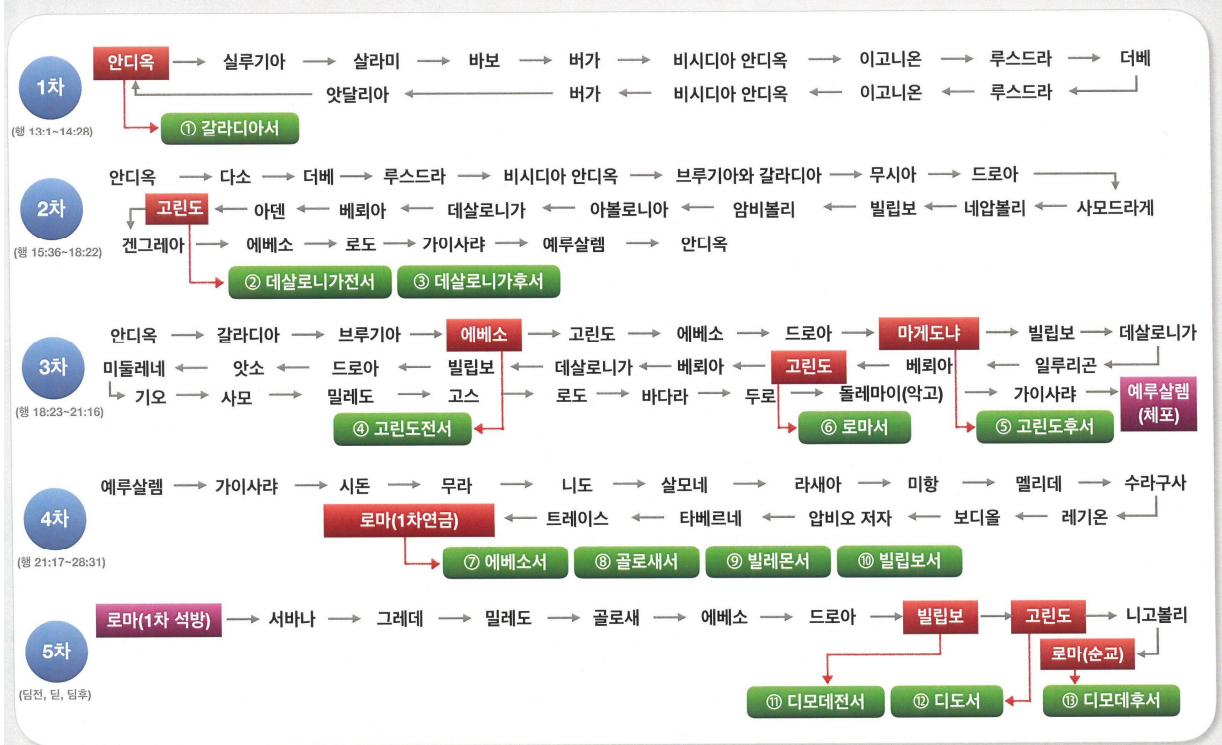 1차
(행 13:1~14:28)
안디옥 → 실루기아 → 살라미 → 바보 → 버가 → 비시디아 안디옥 → 이고니온 → 루스드라 → 더베
앗달리아 ← 버가 ← 비시디아 안디옥 ← 이고니온 ← 루스드라
① 갈라디아서
2차
(행 15:36~18:22)
안디옥 → 다소 → 더베 → 루스드라 → 비시디아 안디옥 → 브루기아와 갈라디아 → 무시아 → 드로아
고린도 ← 아덴 ← 베뢰아 ← 데살로니가 ← 아볼로니아 ← 암비볼리 ← 빌립보 ← 네압볼리 ← 사모드라게
겐그레아 → 에베소 → 로도 → 가이사랴 → 예루살렘 → 안디옥
② 데살로니가전서 ③ 데살로니가후서
3차
(행 18:23~21:16)
안디옥 → 갈라디아 → 브루기아 → 에베소 → 고린도 → 에베소 → 드로아 → 마게도냐 → 빌립보 → 데살로니가
미둘레네 ← 앗소 ← 드로아 ← 빌립보 ← 데살로니가 ← 베뢰아 ← 고린도 ← 베뢰아 ← 일루리곤
기오 → 사모 → 밀레도 → 고스 → 로도 → 바다라 → 두로 → 돌레마이(악고) → 가이사랴 → 예루살렘
(체포)
④ 고린도전서 ⑥ 로마서 ⑤ 고린도후서
4차
(행 21:17~28:31)
예루살렘 → 가이사랴 → 시돈 → 무라 → 니도 → 살모네 → 라새아 → 미항 → 멜리데 → 수라구사
로마(1차연금) ← 트레이스 ← 타베르네 ← 압비오 저자 ← 보디올 ← 레기온
⑦ 에베소서 ⑧ 골로새서 ⑨ 빌레몬서 ⑩ 빌립보서
5차
(딤전, 딛, 딤후)
로마(1차 석방) → 서바나 → 그레데 → 밀레도 → 골로새 → 에베소 → 드로아 → 빌립보 → 고린도 → 니고볼리
로마(순교)
⑪ 디모데전서 ⑫ 디도서 ⑬ 디모데후서